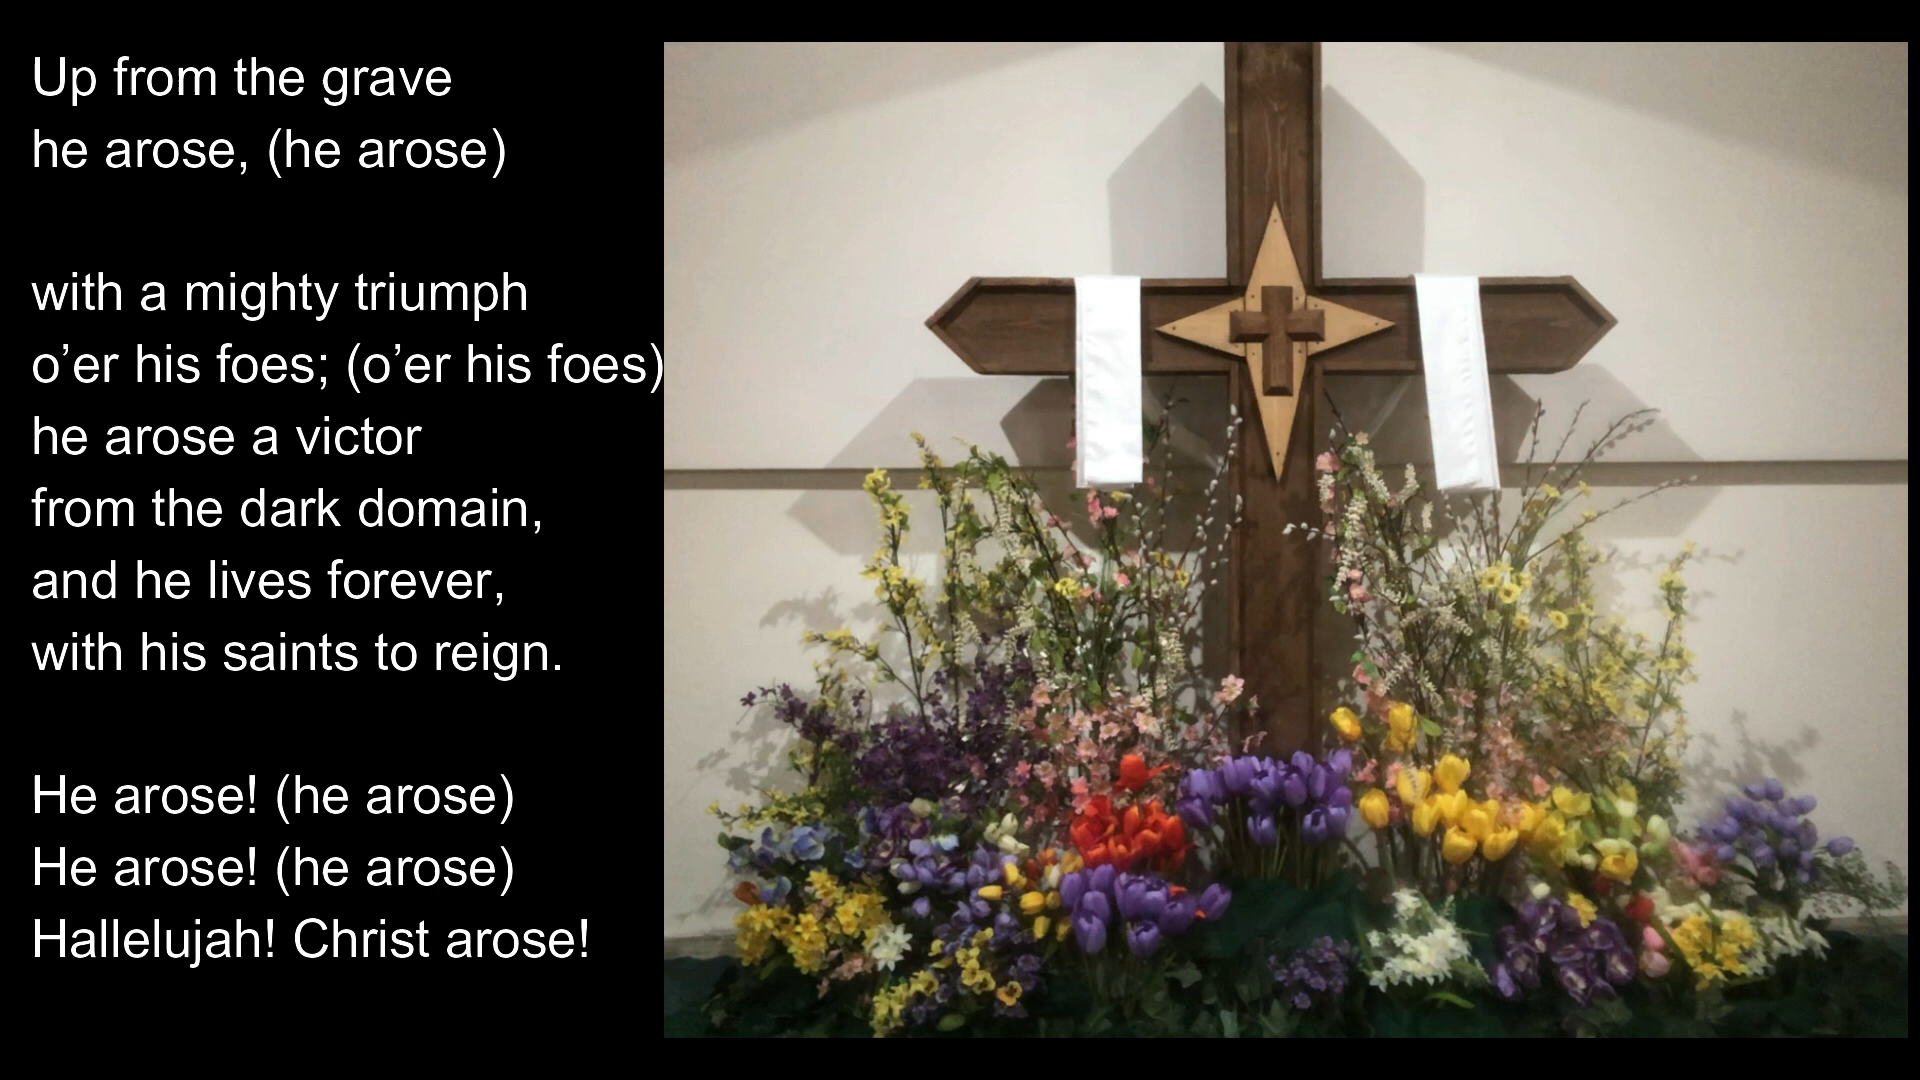 Up from the grave
he arose, (he arose)
with a mighty triumph
o’er his foes; (o’er his foes)
he arose a victor
from the dark domain,
and he lives forever,
with his saints to reign.
He arose! (he arose)
He arose! (he arose)
Hallelujah! Christ arose!